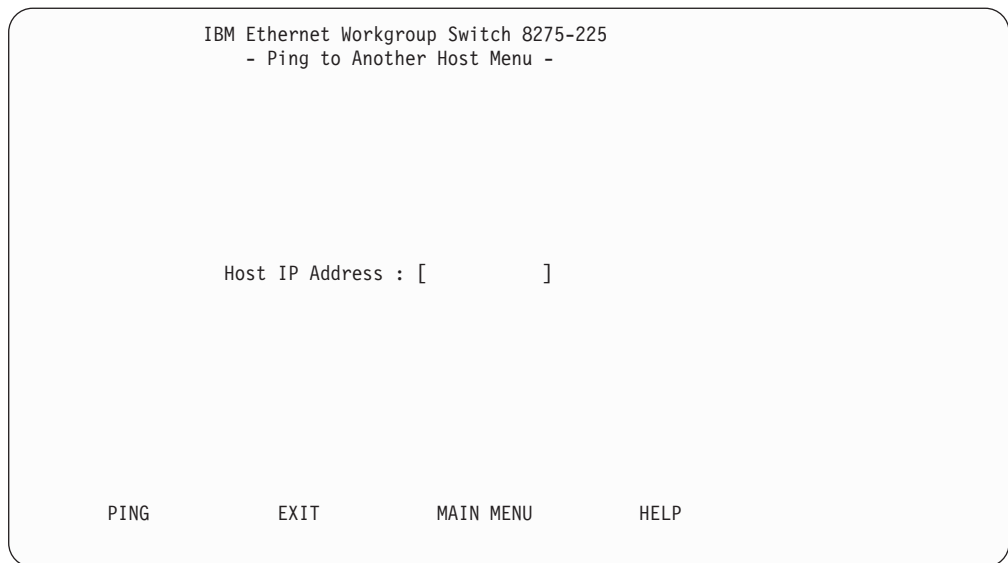 IBM Ethernet Workgroup Switch 8275-225
- Ping to Another Host Menu -
Host IP Address : [ ]
PING EXIT MAIN MENU HELP